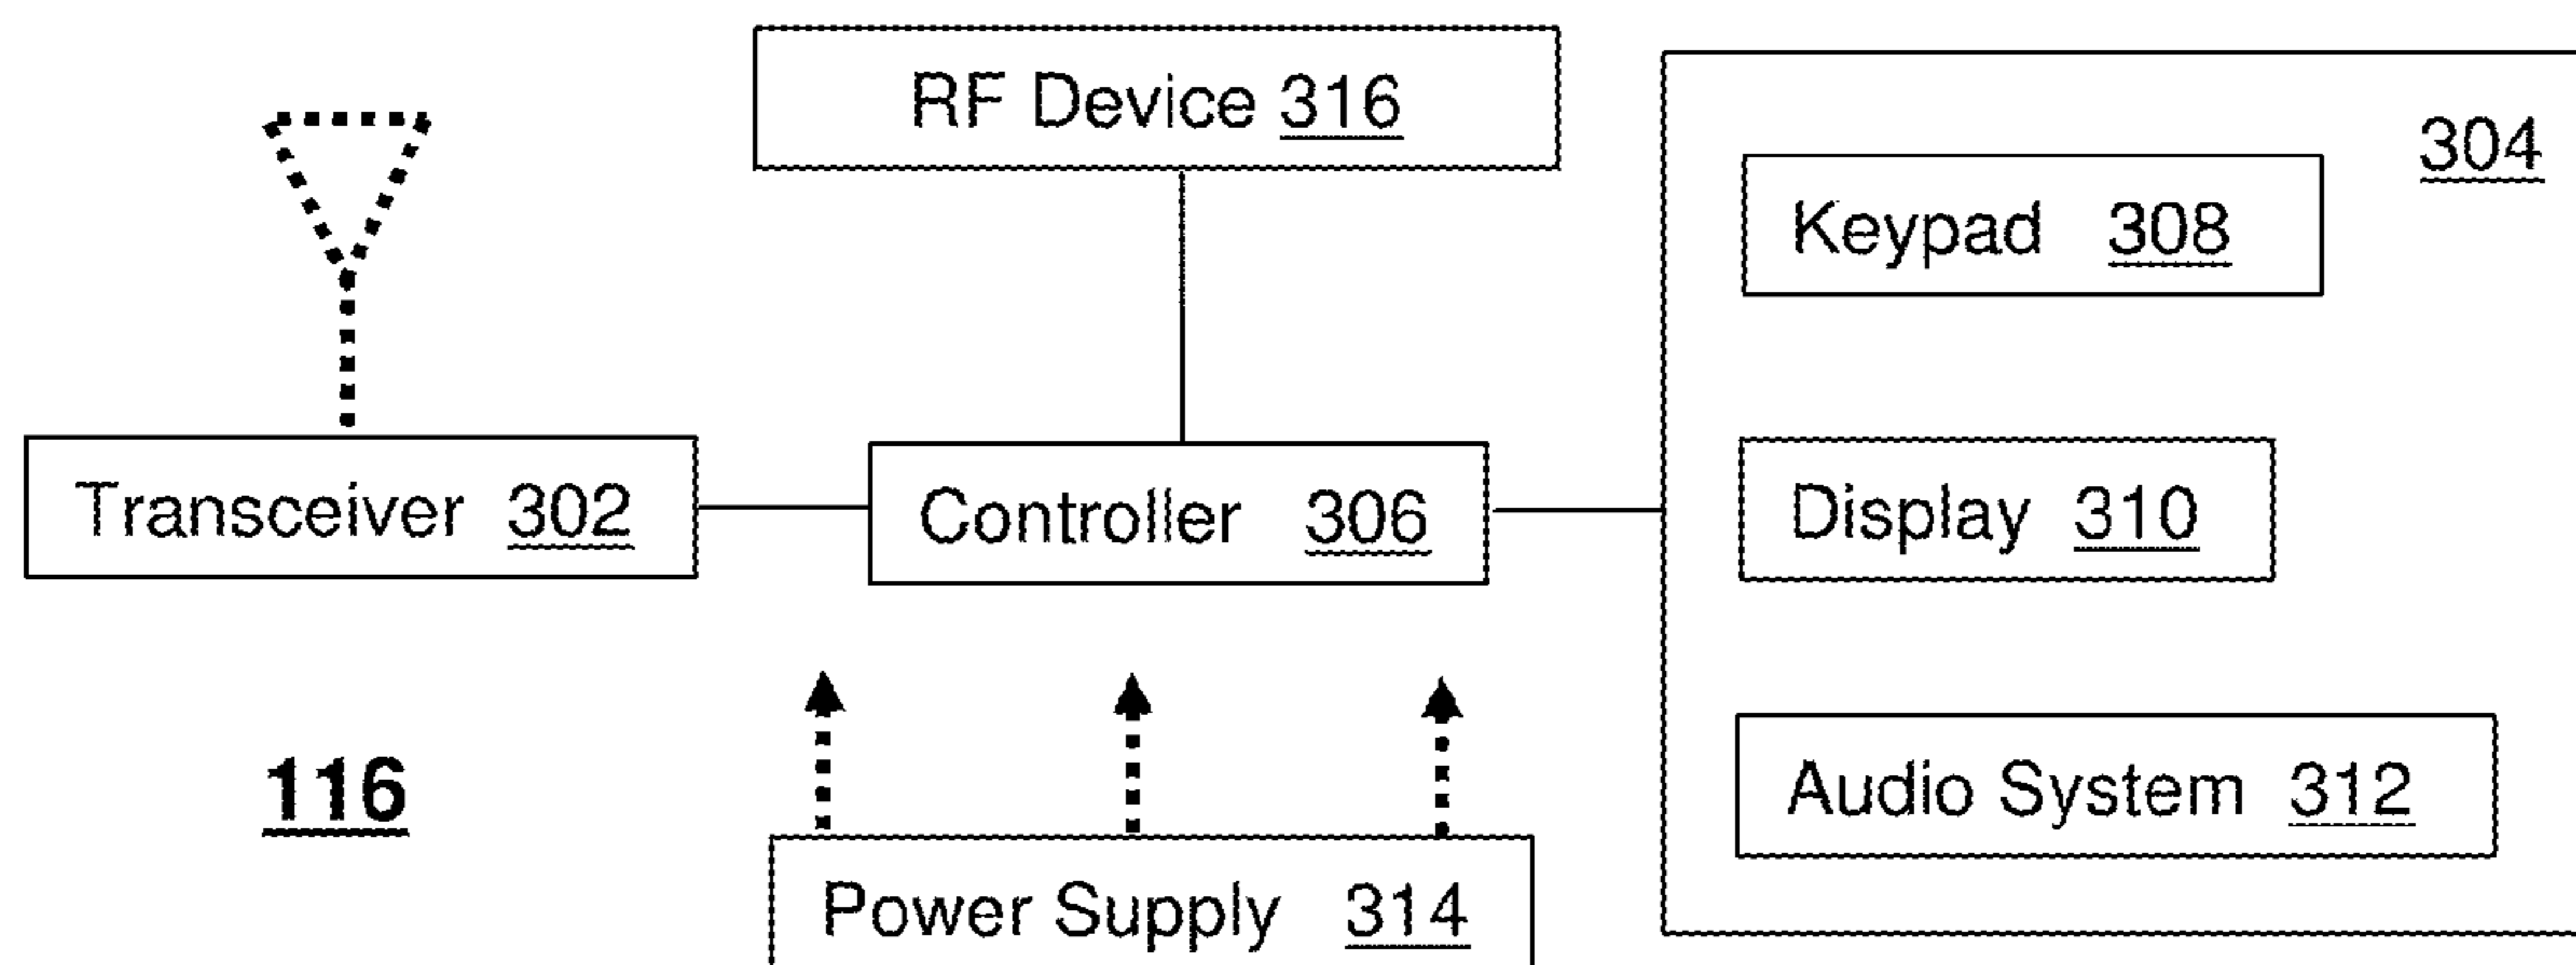 RF Device 316
304
Keypad 308
Transceiver 302
Controller 306
Display 310
116
Audio System 312
Power Supply 314